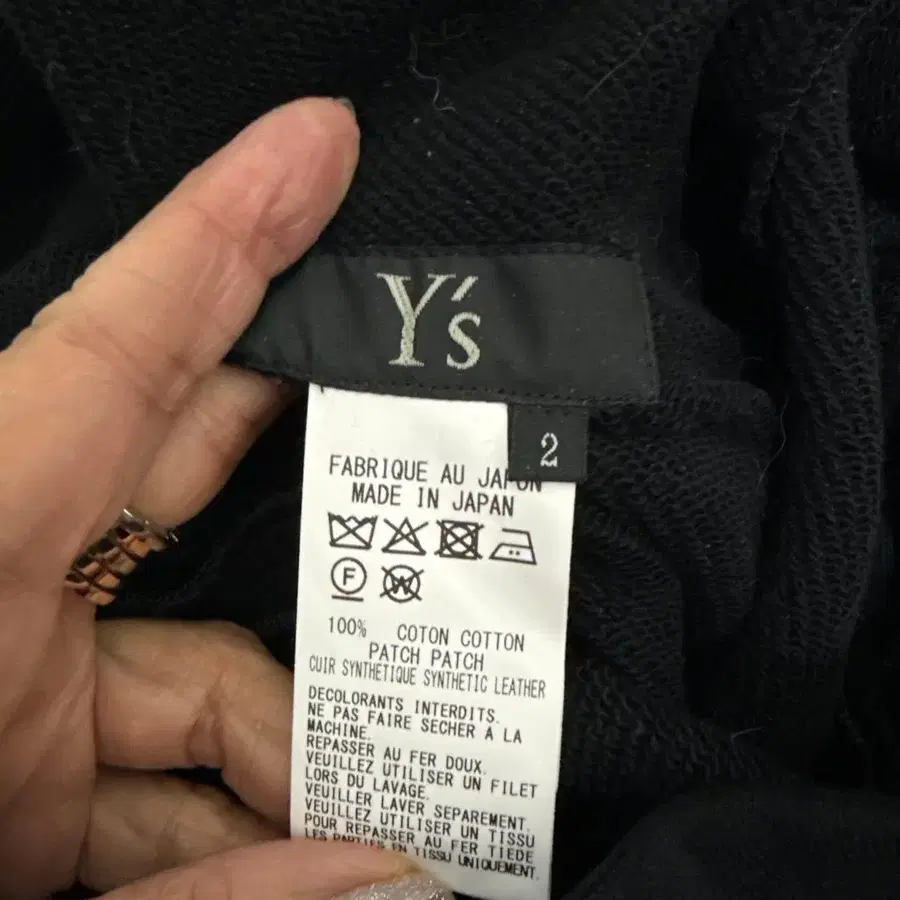 Y's
2
FABRIQUE AU JAPON
MADE IN JAPAN
F
W
100% COTON COTTON
PATCH PATCH
CUIR SYNTHETIQUE SYNTHETIC LEATHER
DECOLORANTS INTERDITS.
NE PAS FAIRE SECHER A LA
MACHINE.
REPASSER AU FER DOUX.
VEUILLEZ UTILISER UN FILET
LORS DU LAVAGE.
VEUILLER LAVER SEPAREMENT.
VEUILLEZ UTILISER UN TISSU
POUR REPASSER AU FER TIEDE
LES PARTIES EN TISSU UNIQUEMENT.